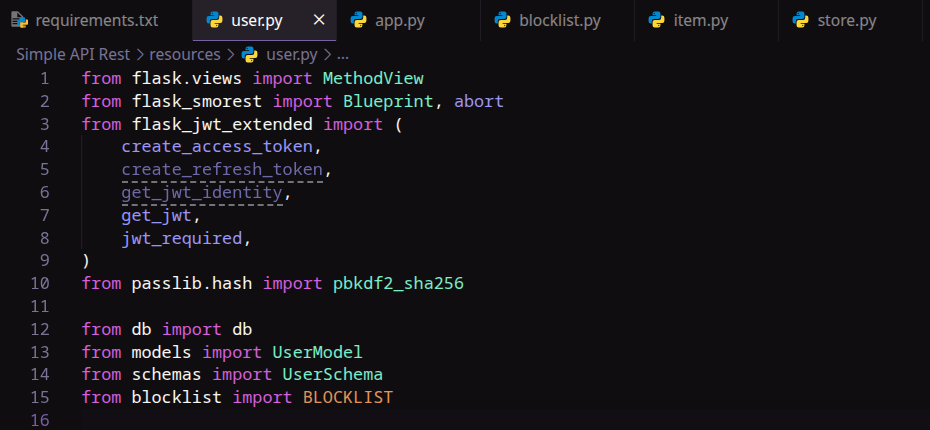 requirements.txt user.py × app.py blocklist.py item.py store.py
Simple API Rest > resources > user.py > ...
1 from flask.views import MethodView
2 from flask_smorest import Blueprint, abort
3 from flask_jwt_extended import (
4     create_access_token,
5     create_refresh_token,
6     get_jwt_identity,
7     get_jwt,
8     jwt_required,
9 )
10 from passlib.hash import pbkdf2_sha256
11
12 from db import db
13 from models import UserModel
14 from schemas import UserSchema
15 from blocklist import BLOCKLIST
16